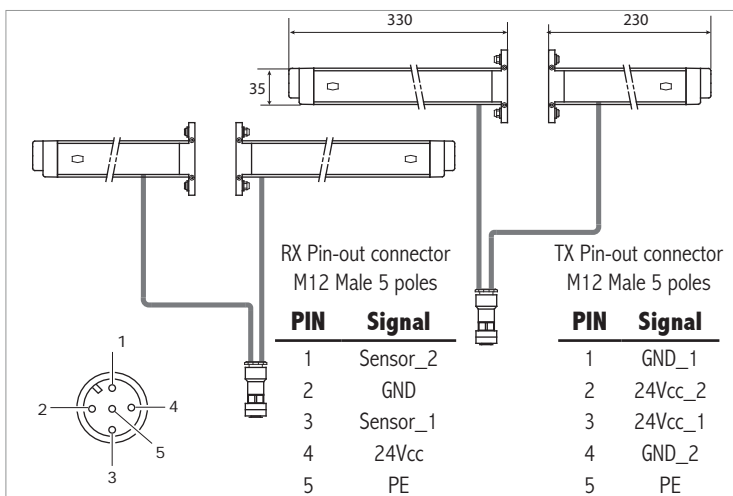 330
230
35
RX Pin-out connector
M12 Male 5 poles
PIN Signal
1 Sensor_2
2 GND
3 Sensor_1
4 24Vcc
5 PE
TX Pin-out connector
M12 Male 5 poles
PIN Signal
1 GND_1
2 24Vcc_2
3 24Vcc_1
4 GND_2
5 PE
1
2
4
5
3